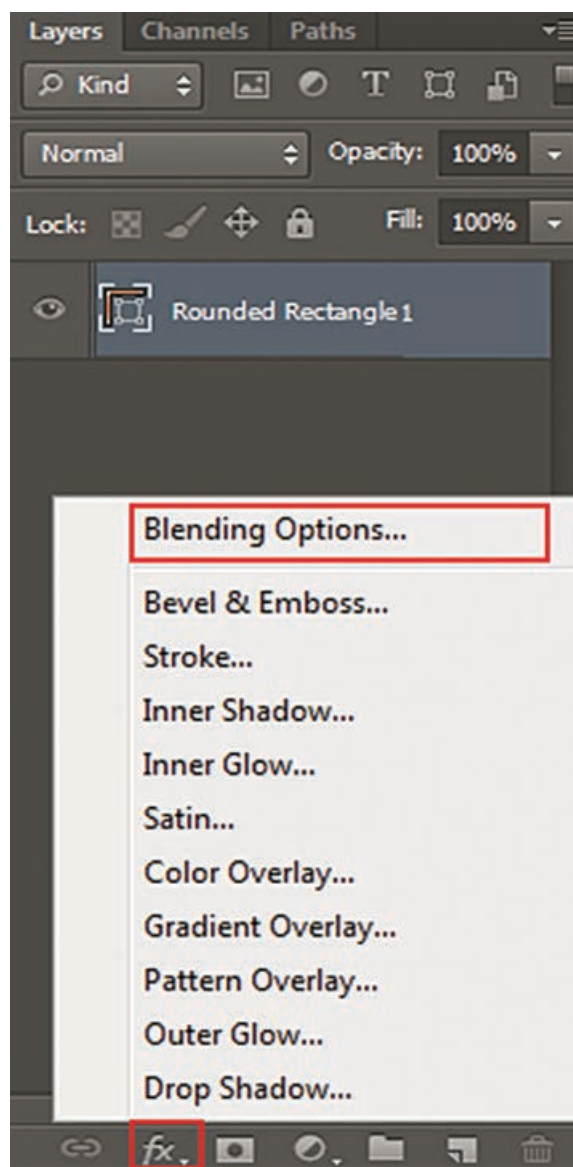 Layers Channels Paths
Kind T
Normal Opacity: 100%
Lock: Fill: 100%
Rounded Rectangle 1
Blending Options...
Bevel & Emboss...
Stroke...
Inner Shadow...
Inner Glow...
Satin...
Color Overlay...
Gradient Overlay...
Pattern Overlay...
Outer Glow...
Drop Shadow...
fx.